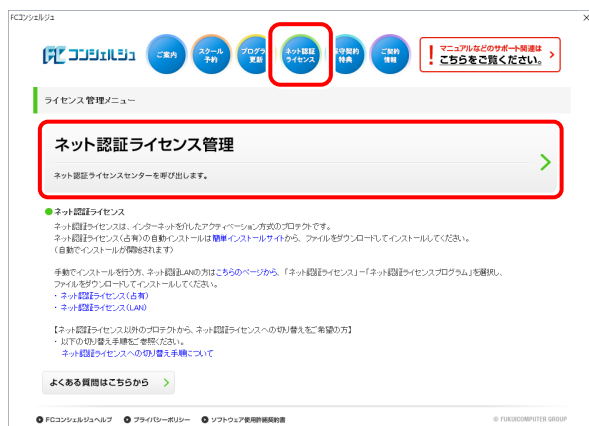 FCコンシェルジュ
FC コンシェルジュ
ご案内
スクール
予約
プログラ
更新
ネット認証
ライセンス
守契約
特典
ご契約
情報
マニュアルなどのサポート関連は
こちらをご覧ください。
ライセンス管理メニュー
ネット認証ライセンス管理
ネット認証ライセンスセンターを呼び出します。
ネット認証ライセンス
ネット認証ライセンスは、インターネットを介したアクティベーション方式のプロテクトです。
ネット認証ライセンス(占有)の自動インストールは簡単インストールサイトから、ファイルをダウンロードしてインストールしてください。
(自動でインストールが開始されます)
手動でインストールを行う方、ネット認証LANの方はこちらのページから、「ネット認証ライセンス」－「ネット認証ライセンスプログラム」を選択し、
ファイルをダウンロードしてインストールしてください。
・ネット認証ライセンス(占有)
・ネット認証ライセンス(LAN)
【ネット認証ライセンス以外のプロテクトから、ネット認証ライセンスへの切り替えをご希望の方】
・以下の切り替え手順をご参照ください。
ネット認証ライセンスへの切り替え手順について
よくある質問はこちらから
FCコンシェルジュヘルプ プライバシーポリシー ソフトウェア使用許諾契約書 © FUKUICOMPUTER GROUP